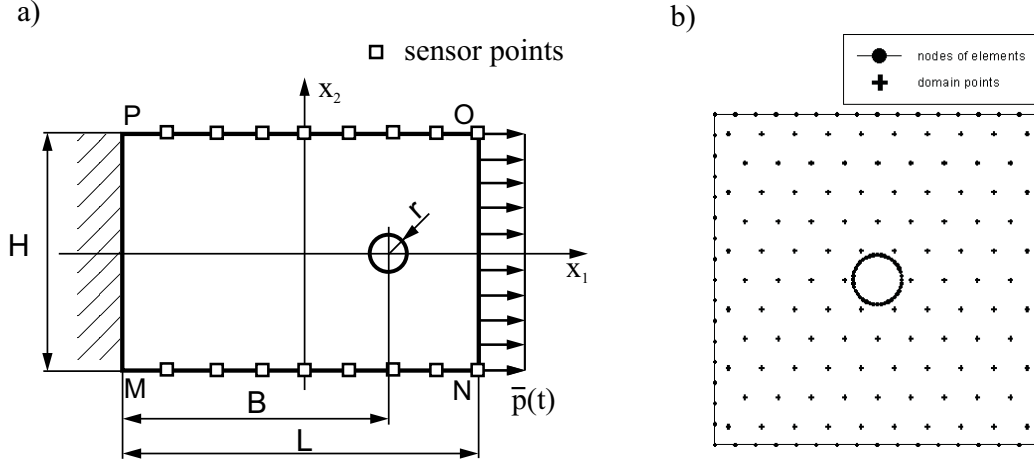 a)
sensor points
x₂
P
O
H
r
x₁
M
N
p̅(t)
B
L
b)
nodes of elements
domain points